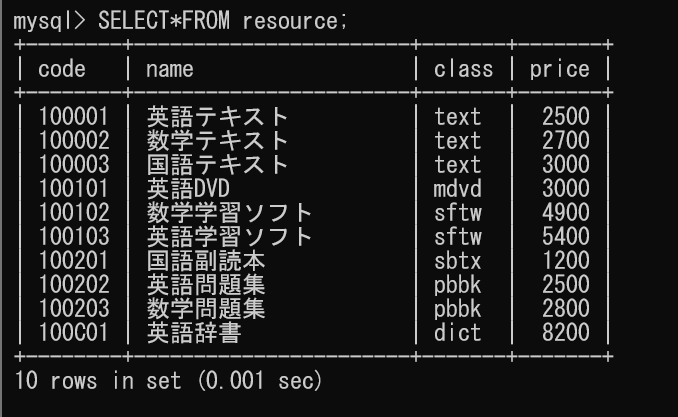 mysql> SELECT*FROM resource;
+--------+-----------------------+-------+-------+
| code | name | class | price |
+--------+-----------------------+-------+-------+
| 100001 | 英語テキスト | text | 2500
| 100002 | 数学テキスト | text | 2700
| 100003 | 国語テキスト | text | 3000
| 100101 | 英語DVD | mdvd | 3000
| 100102 | 数学学習ソフト | sftw | 4900
| 100103 | 英語学習ソフト | sftw | 5400
| 100201 | 国語副読本 | sbtx | 1200
| 100202 | 英語問題集 | pbbk | 2500
| 100203 | 数学問題集 | pbbk | 2800
| 100C01 | 英語辞書 | dict | 8200
+--------+-----------------------+-------+-------+
10 rows in set (0.001 sec)